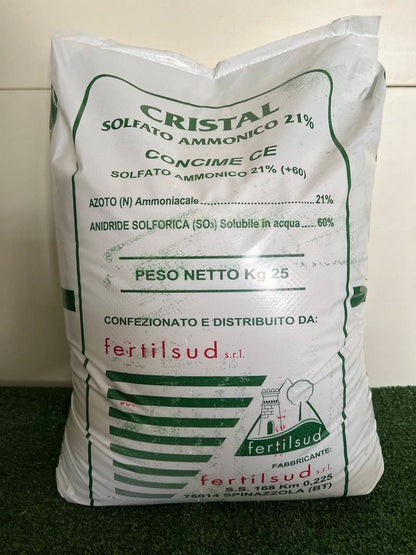 CRISTAL
SOLFATO AMMONICO 21%
CONCIME CE
SOLFATO AMMONICO 21% (+60)
AZOTO (N) Ammoniacale....................21%
ANIDRIDE SOLFORICA (SO₃) Solubile in acqua.....60%
PESO NETTO Kg 25
CONFEZIONATO E DISTRIBUITO DA:
fertilsud s.r.l.
fertilsud
FABBRICANTE:
fertilsud s.r.l.
S.S. 168 Km 0.225
76014 SPINAZZOLA (BT)